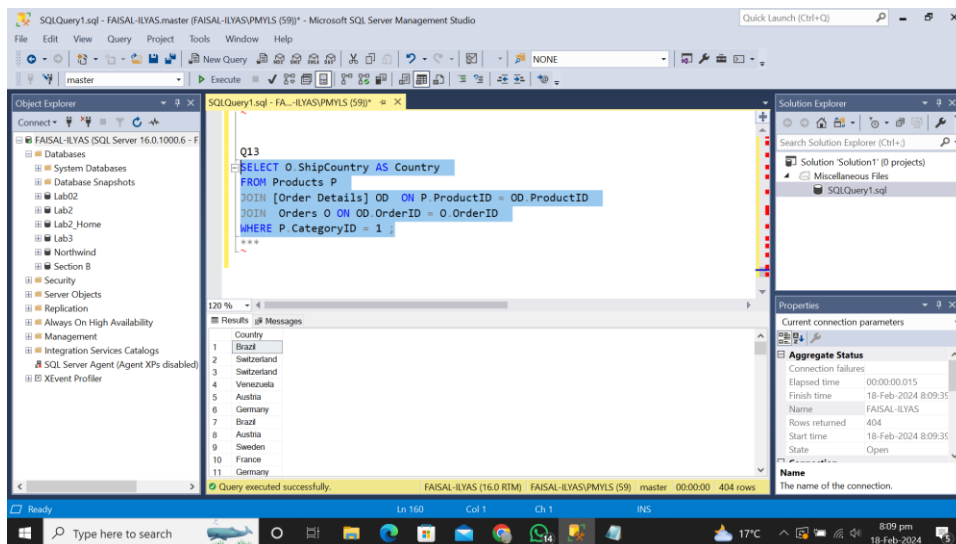 SQLQuery1.sql - FAISAL-ILYAS.master (FAISAL-ILYAS\PMYLS (59))* - Microsoft SQL Server Management Studio
Quick Launch (Ctrl+Q)
File Edit View Query Project Tools Window Help
New Query
NONE
master
Execute
Object Explorer
SQLQuery1.sql - FA...-ILYAS\PMYLS (59))*
Solution Explorer
Connect
Search Solution Explorer (Ctrl+;)
FAISAL-ILYAS (SQL Server 16.0.1000.6 - F
Databases
System Databases
Database Snapshots
Lab02
Lab2
Lab2_Home
Lab3
Northwind
Section B
Security
Server Objects
Replication
Always On High Availability
Management
Integration Services Catalogs
SQL Server Agent (Agent XPs disabled)
XEvent Profiler
Q13
SELECT O.ShipCountry AS Country
FROM Products P
JOIN [Order Details] OD ON P.ProductID = OD.ProductID
JOIN Orders O ON OD.OrderID = O.OrderID
WHERE P.CategoryID = 1 ;
***
120 %
Results Messages
Country
1 Brazil
2 Switzerland
3 Switzerland
4 Venezuela
5 Austria
6 Germany
7 Brazil
8 Austria
9 Sweden
10 France
11 Germany
Query executed successfully.
FAISAL-ILYAS (16.0 RTM) FAISAL-ILYAS\PMYLS (59) master 00:00:00 404 rows
Solution 'Solution1' (0 projects)
Miscellaneous Files
SQLQuery1.sql
Properties
Current connection parameters
Aggregate Status
Connection failures
Elapsed time 00:00:00.015
Finish time 18-Feb-2024 8:09:39
Name FAISAL-ILYAS
Rows returned 404
Start time 18-Feb-2024 8:09:39
State Open
Name
The name of the connection.
Ready
Ln 160 Col 1 Ch 1 INS
Type here to search
14
17°C
8:09 pm
18-Feb-2024
5